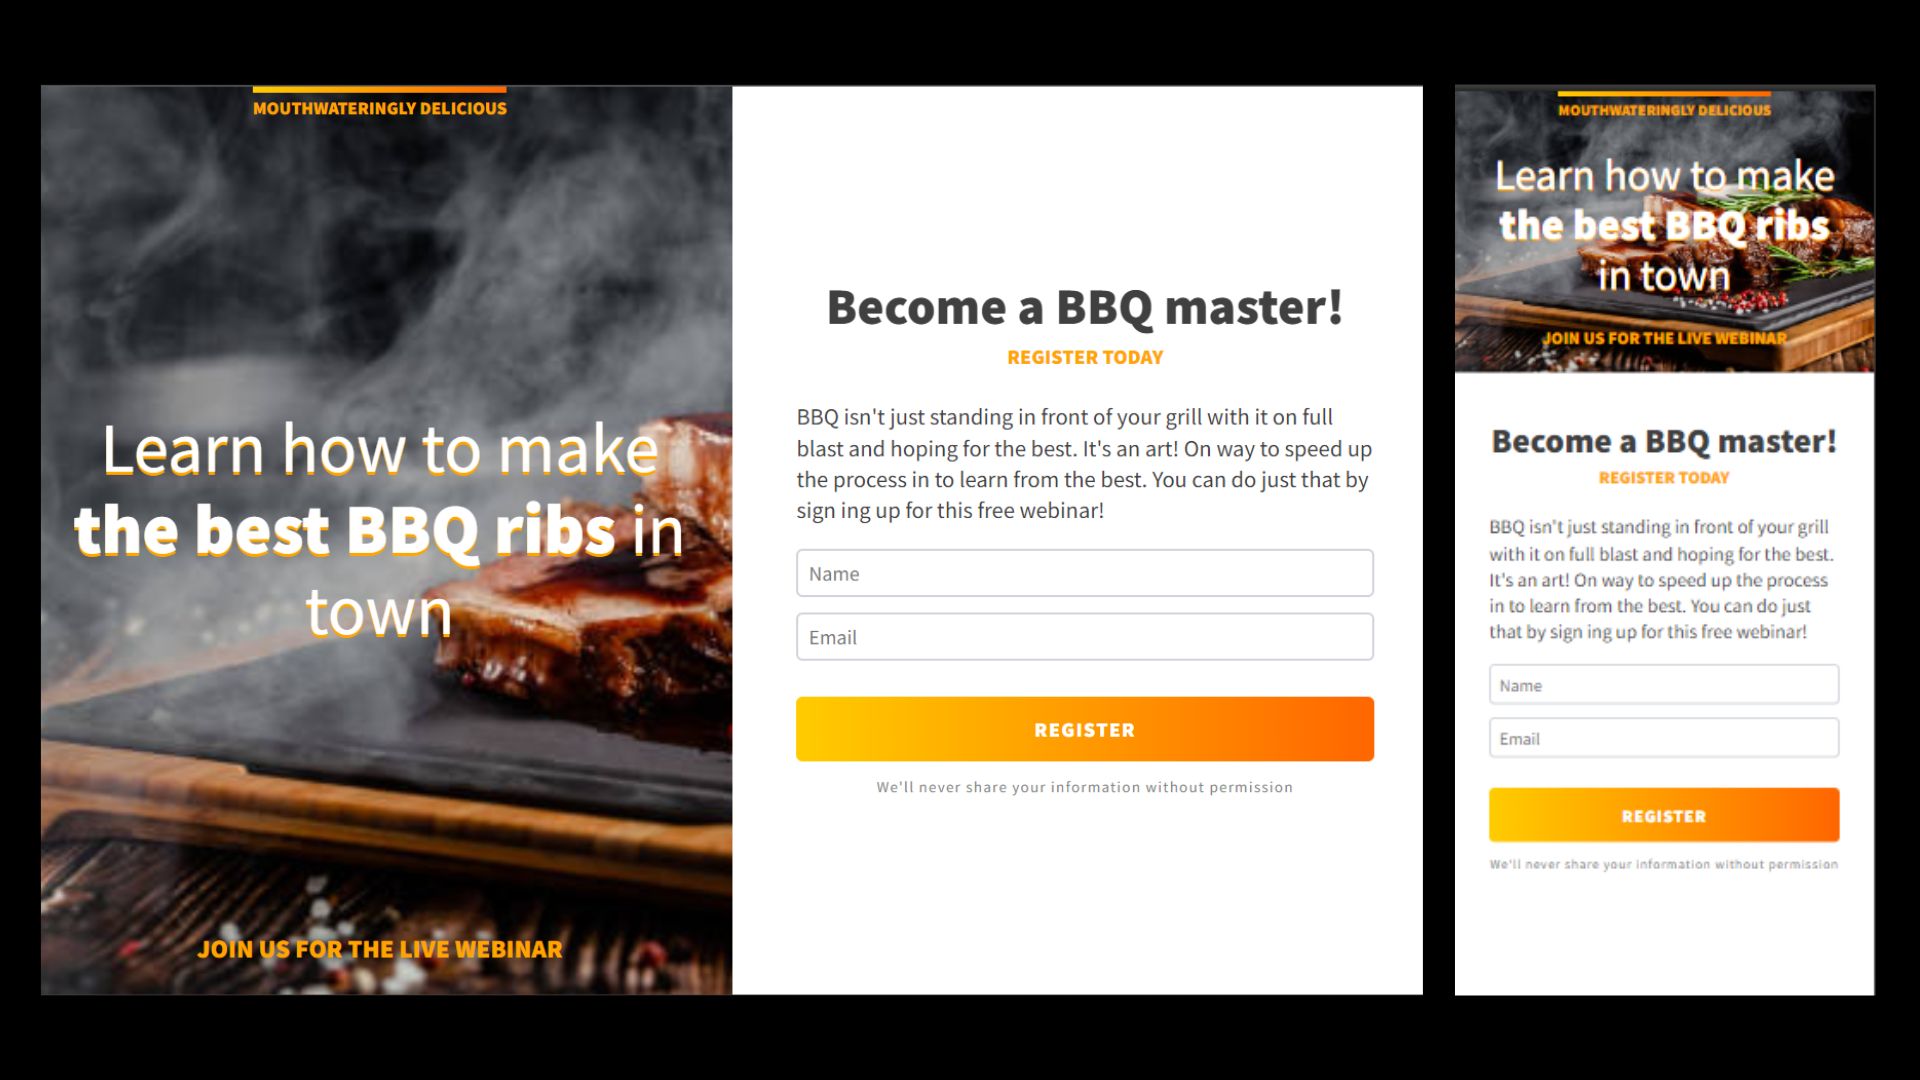 MOUTHWATERINGLY DELICIOUS
Learn how to make
the best BBQ ribs in
town
JOIN US FOR THE LIVE WEBINAR
Become a BBQ master!
REGISTER TODAY
BBQ isn't just standing in front of your grill with it on full
blast and hoping for the best. It's an art! On way to speed up
the process in to learn from the best. You can do just that by
sign ing up for this free webinar!
Name
Email
REGISTER
We'll never share your information without permission
MOUTHWATERINGLY DELICIOUS
Learn how to make
the best BBQ ribs
in town
JOIN US FOR THE LIVE WEBINAR
Become a BBQ master!
REGISTER TODAY
BBQ isn't just standing in front of your grill
with it on full blast and hoping for the best.
It's an art! On way to speed up the process
in to learn from the best. You can do just
that by sign ing up for this free webinar!
Name
Email
REGISTER
We'll never share your information without permission